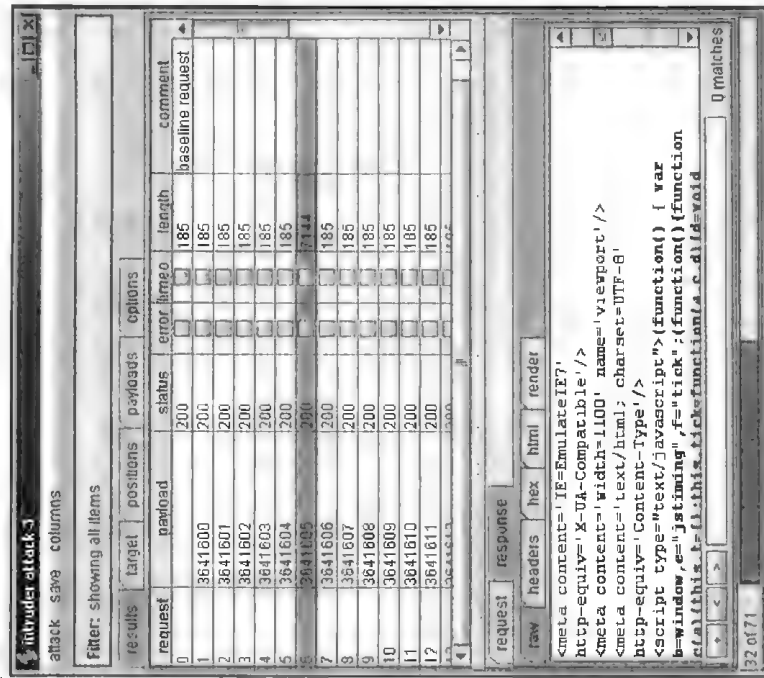 intruder attack 3
attack save columns
Filter: showing all items
results target positions payloads options
request payload status error timeo length comment
0 200 185 baseline request
1 3641600 200 185
2 3641601 200 185
3 3641602 200 185
4 3641603 200 185
5 3641604 200 185
6 3641605 200 7144
7 3641606 200 185
8 3641607 200 185
9 3641608 200 185
10 3641609 200 185
11 3641610 200 185
12 3641611 200 185
request response
raw headers hex html render
<meta content='IE=EmulateIE7'
http-equiv='X-UA-Compatible'/>
<meta content='width=1100' name='viewport'/>
<meta content='text/html; charset=UTF-8'
http-equiv='Content-Type'/>
<script type="text/javascript">(function() { var
b=window,e="jstiming",f="tick";(function(){function
+ < > 0 matches
32 of 71